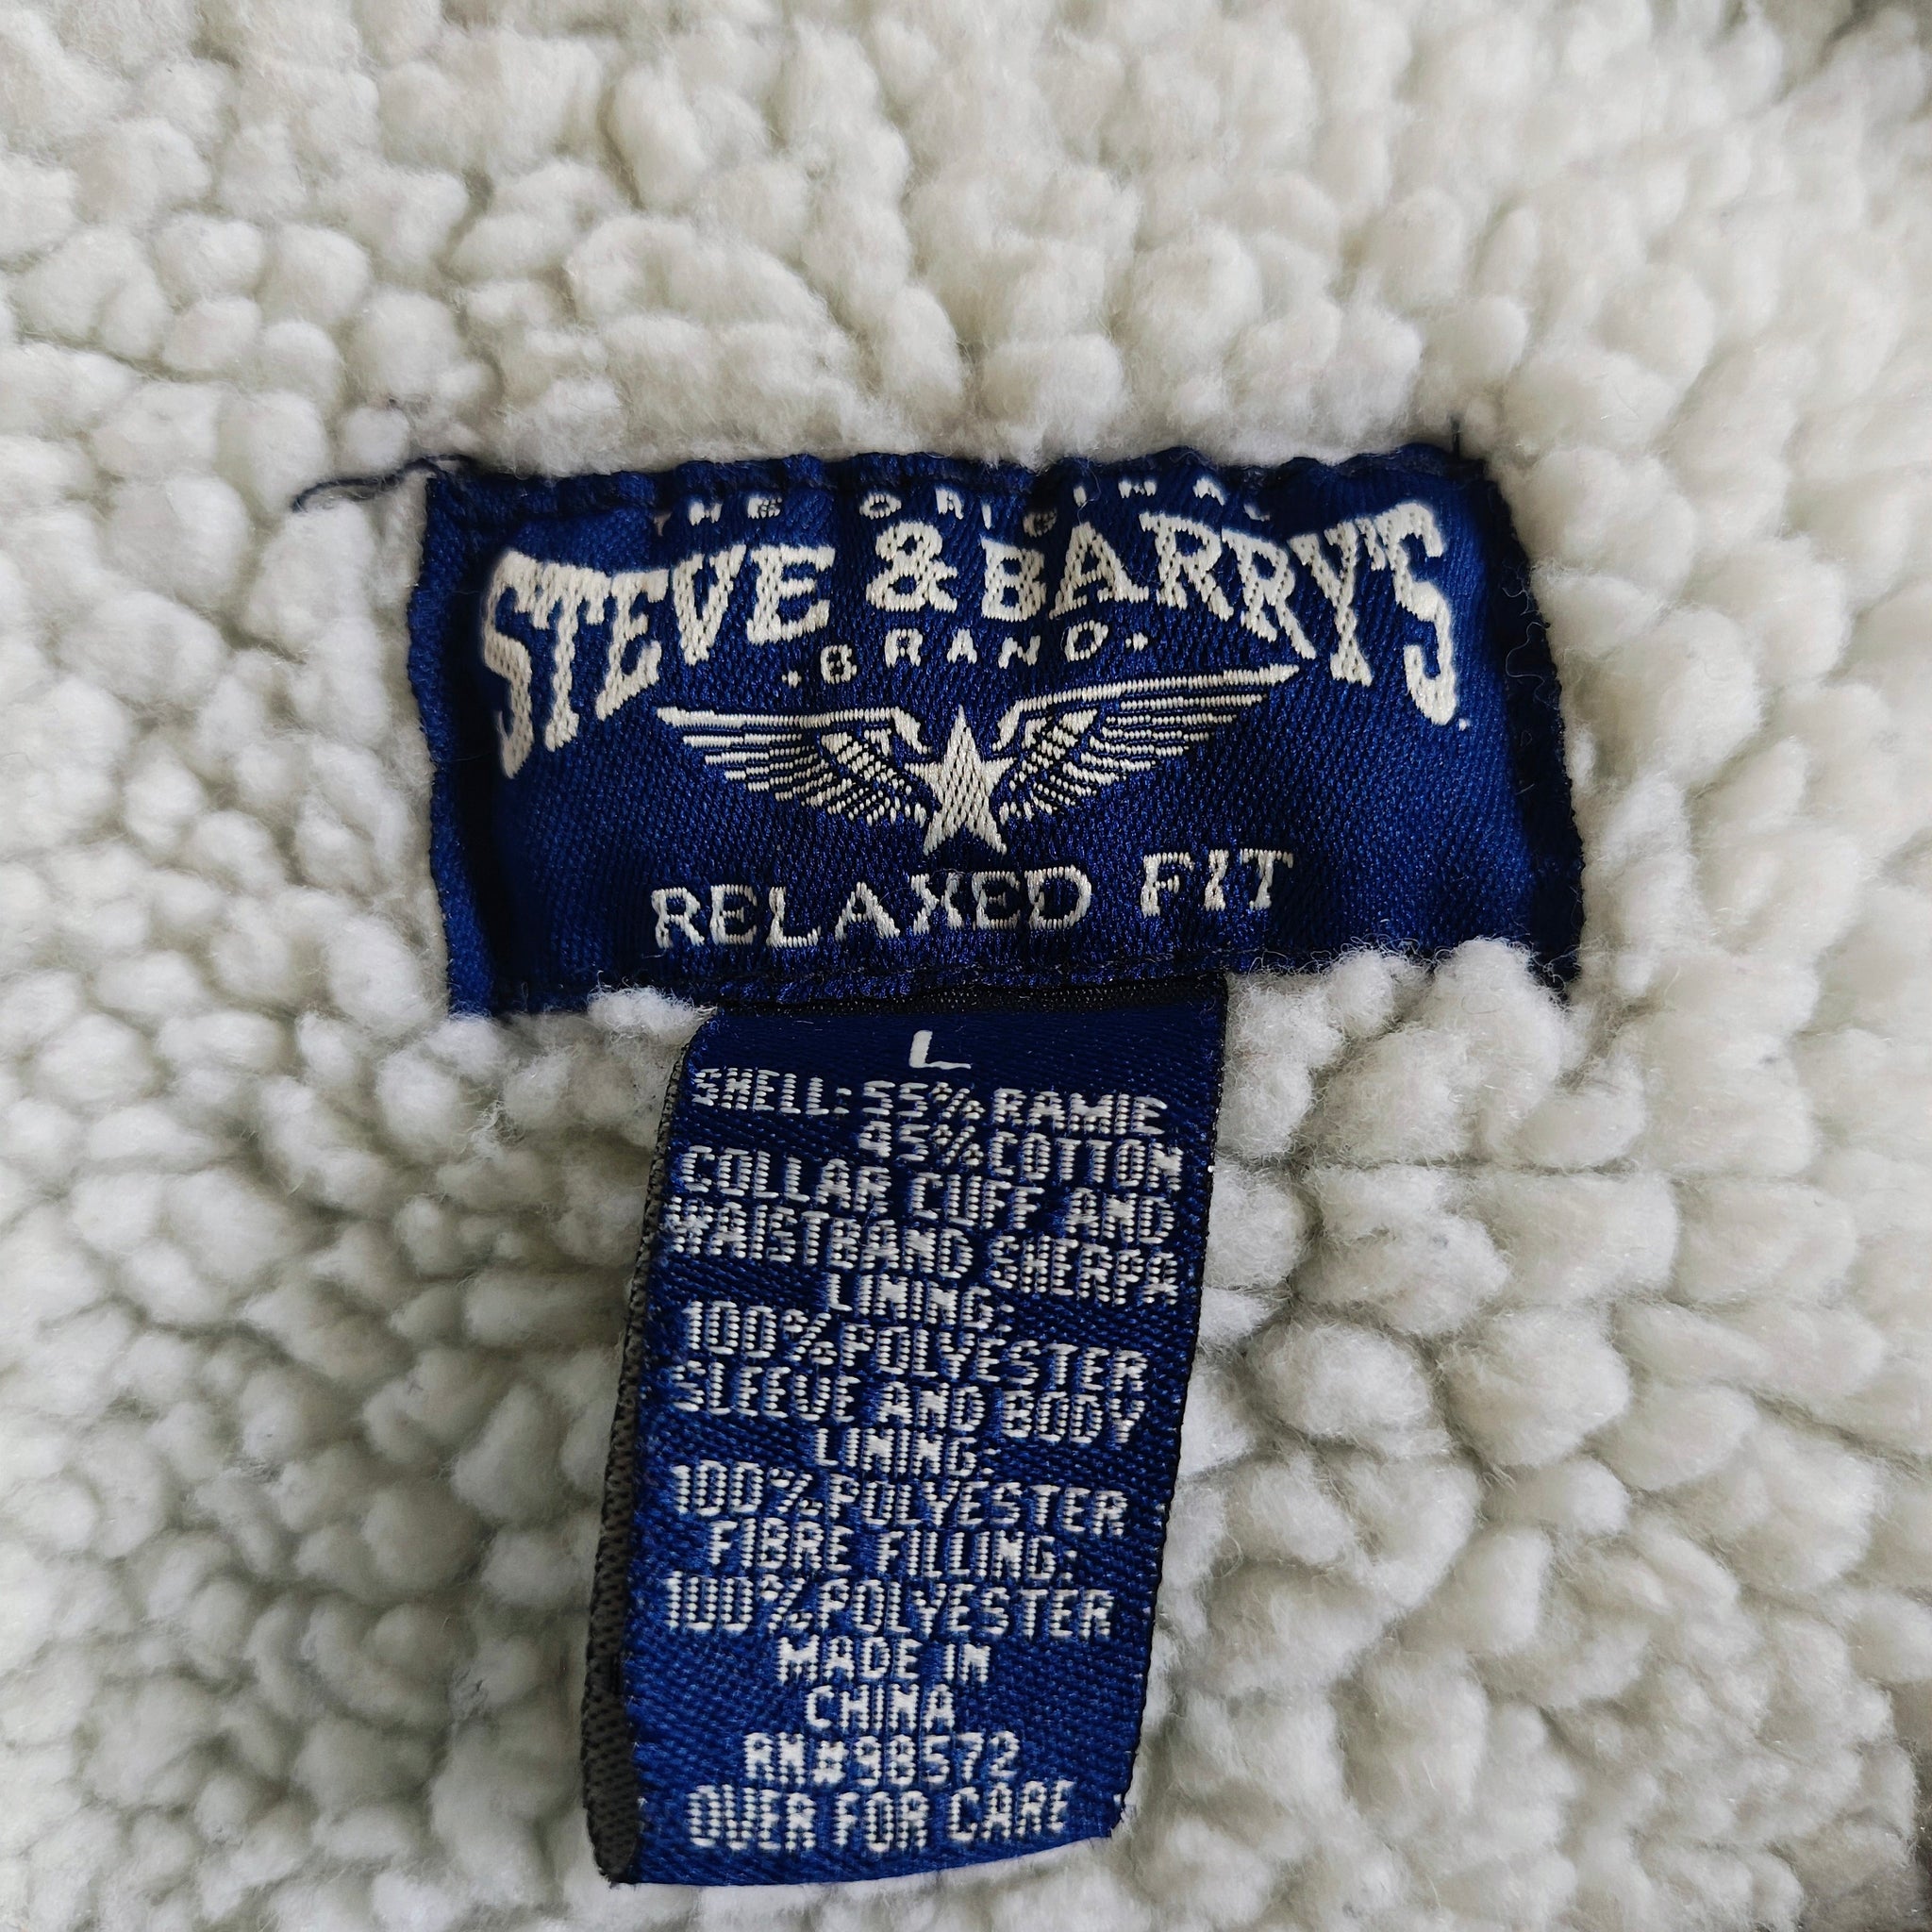 THE ORIGINAL
STEVE & BARRY'S
·BRAND·
RELAXED FIT
L
SHELL: 55% RAMIE
45% COTTON
COLLAR CUFF AND
WAISTBAND SHERPA
LINING:
100% POLYESTER
SLEEVE AND BODY
LINING:
100% POLYESTER
FIBRE FILLING:
100% POLYESTER
MADE IN
CHINA
RN#98572
OVER FOR CARE